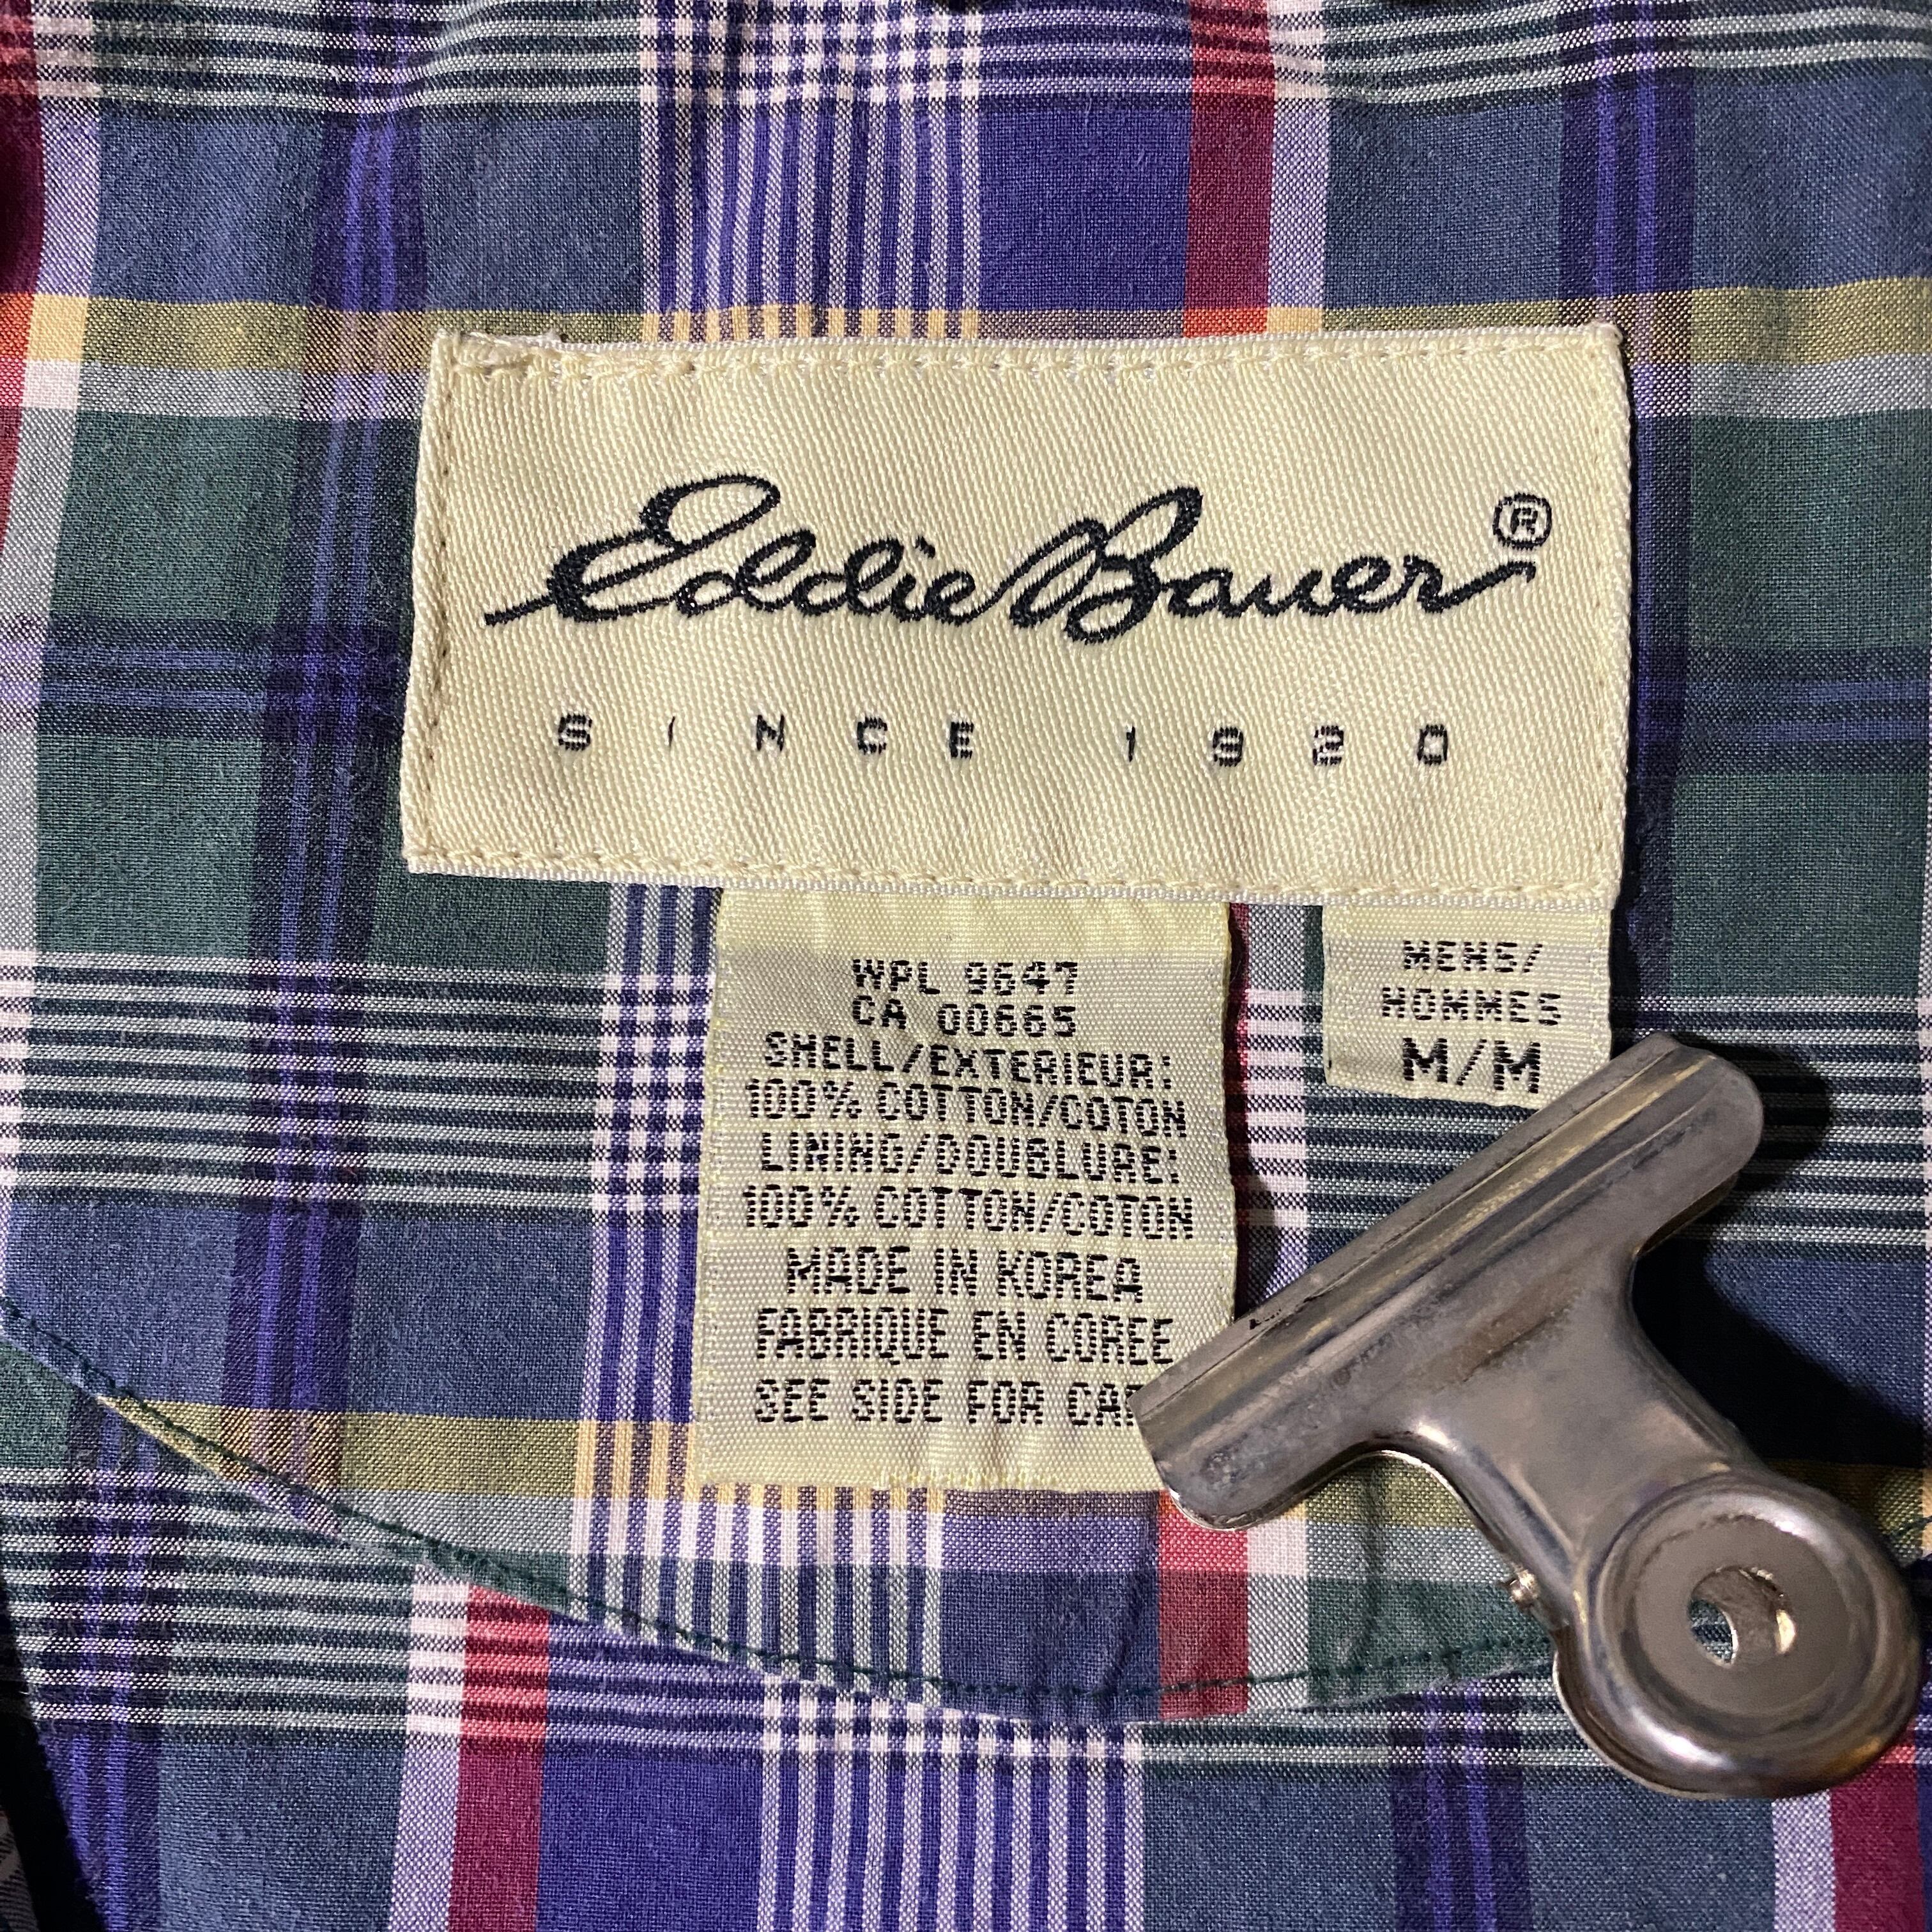 Eddie Bauer®
SINCE 1920
WPL 9647
CA 00665
SHELL/EXTERIEUR:
100% COTTON/COTON
LINING/DOUBLURE:
100% COTTON/COTON
MADE IN KOREA
FABRIQUE EN COREE
SEE SIDE FOR
MENS/
HOMMES
M/M